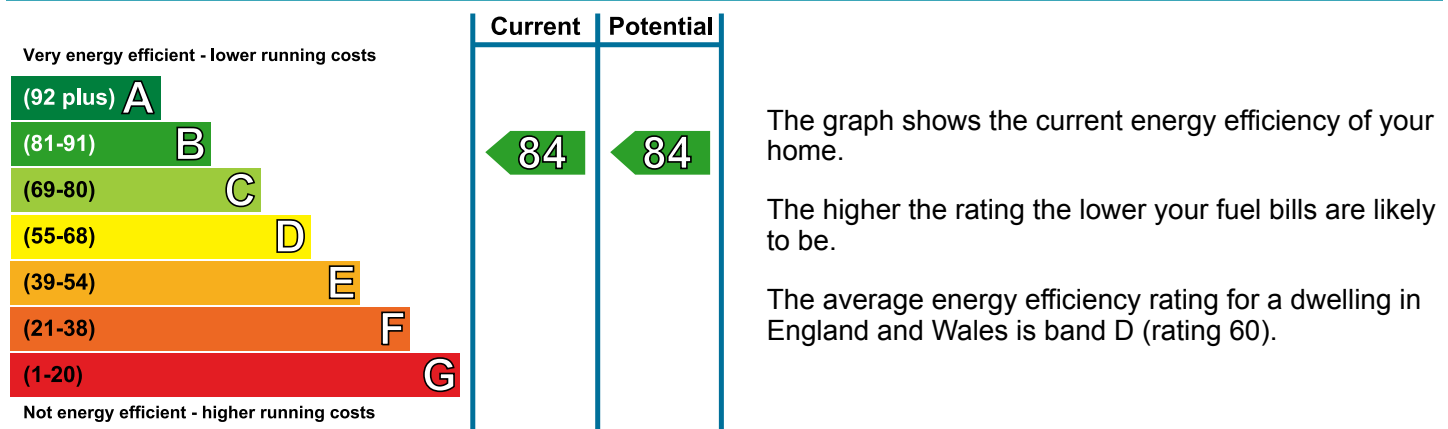 Current Potential
Very energy efficient - lower running costs
(92 plus) A
(81-91) B
84 84
(69-80) C
(55-68) D
(39-54) E
(21-38) F
(1-20) G
Not energy efficient - higher running costs
The graph shows the current energy efficiency of your
home.
The higher the rating the lower your fuel bills are likely
to be.
The average energy efficiency rating for a dwelling in
England and Wales is band D (rating 60).